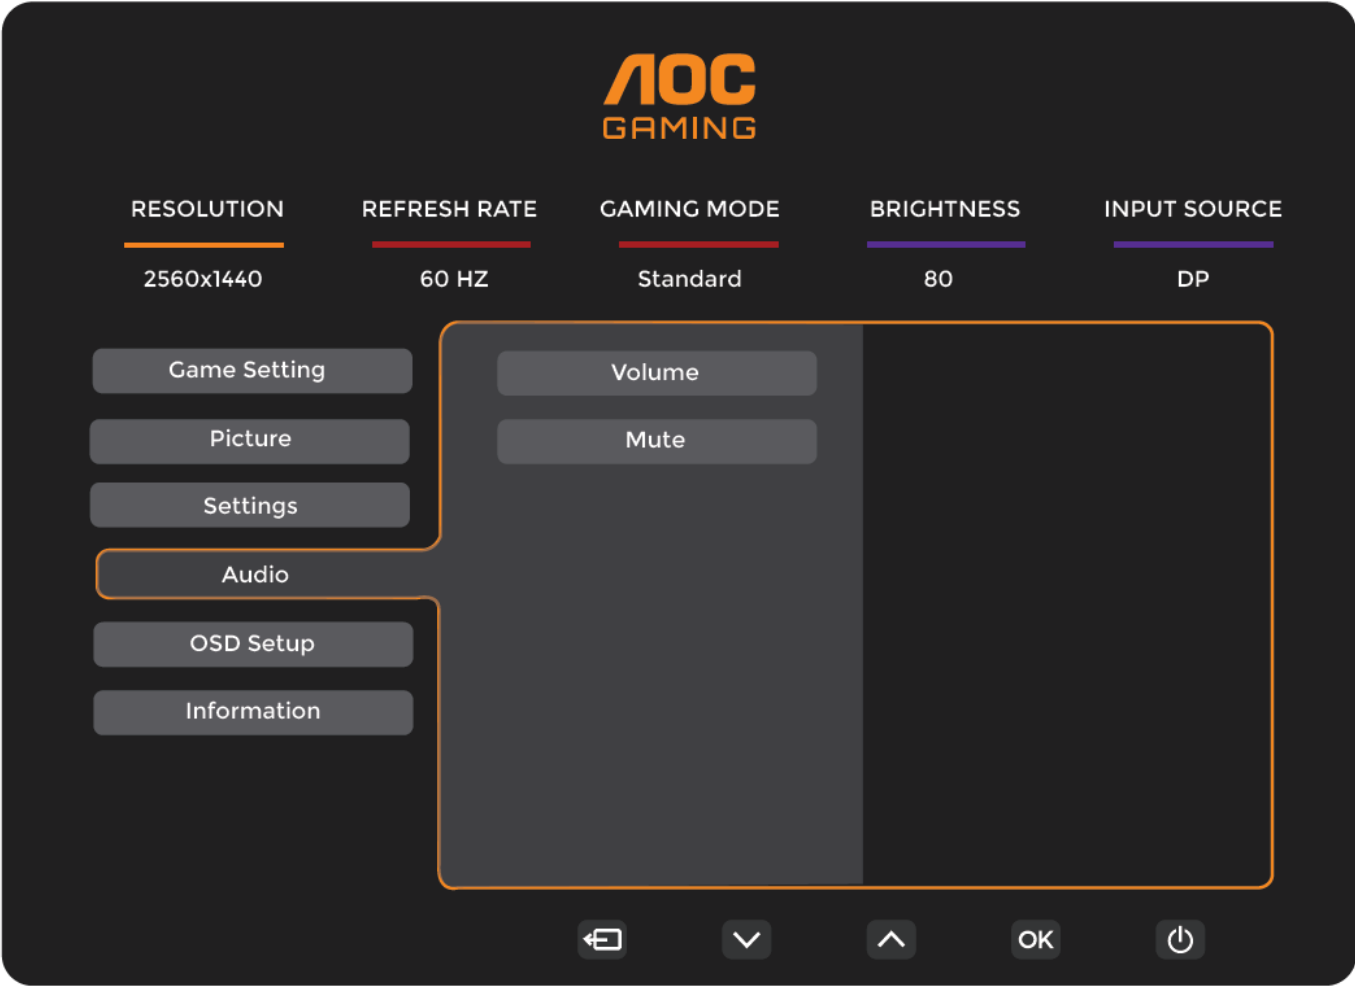 AOC
GAMING
RESOLUTION REFRESH RATE GAMING MODE BRIGHTNESS INPUT SOURCE
2560x1440 60 HZ Standard 80 DP
Game Setting Volume
Picture Mute
Settings
Audio
OSD Setup
Information
OK